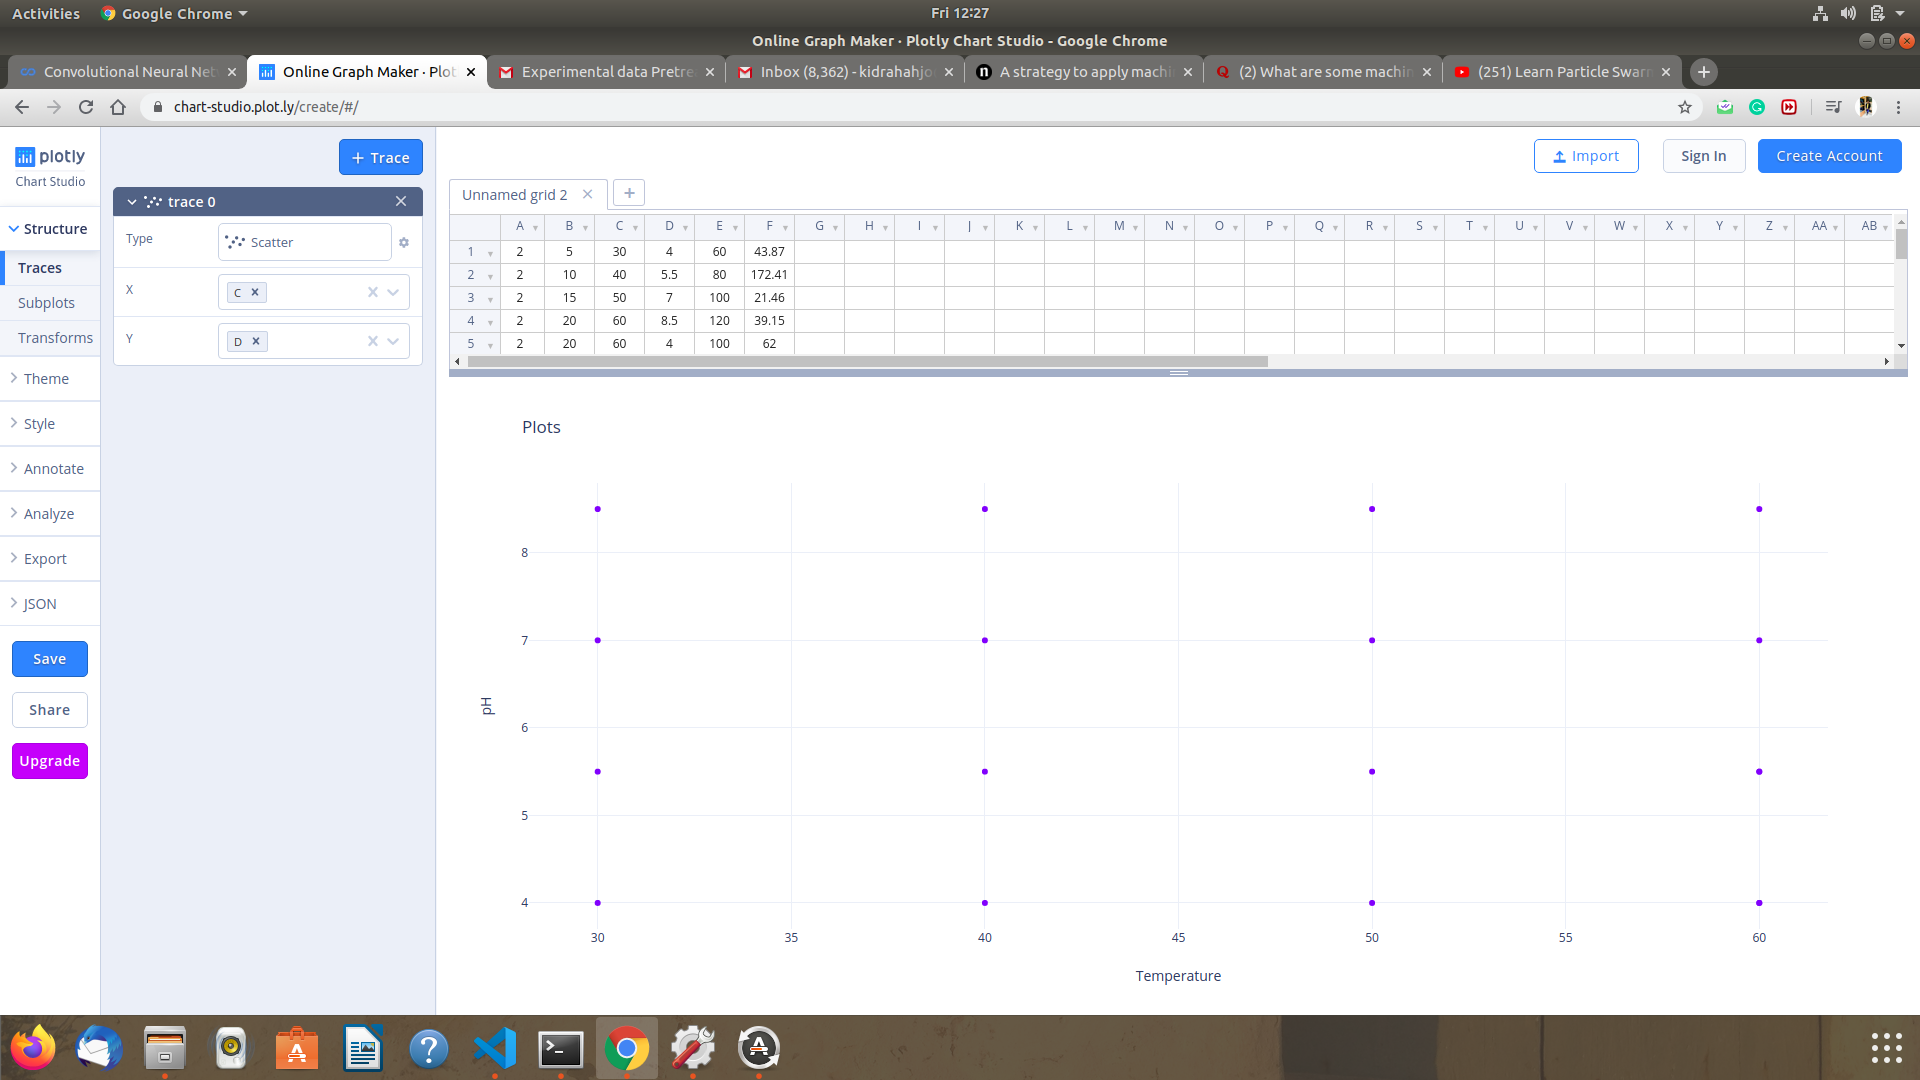 Activities Google Chrome Fri 12:27
Online Graph Maker · Plotly Chart Studio - Google Chrome
Convolutional Neural Net Online Graph Maker · Plot Experimental data Pretre Inbox (8,362) - kidrahahjo A strategy to apply machi (2) What are some machin (251) Learn Particle Swar
chart-studio.plot.ly/create/#/
plotly
Chart Studio
+ Trace
Import Sign In Create Account
Structure
Traces
Subplots
Transforms
Theme
Style
Annotate
Analyze
Export
JSON
Save
Share
Upgrade
trace 0
Type Scatter
X C
Y D
Unnamed grid 2
A B C D E F G H I J K L M N O P Q R S T U V W X Y Z AA AB
1 2 5 30 4 60 43.87
2 2 10 40 5.5 80 172.41
3 2 15 50 7 100 21.46
4 2 20 60 8.5 120 39.15
5 2 20 60 4 100 62
Plots
8
7
6
5
4
pH
30 35 40 45 50 55 60
Temperature